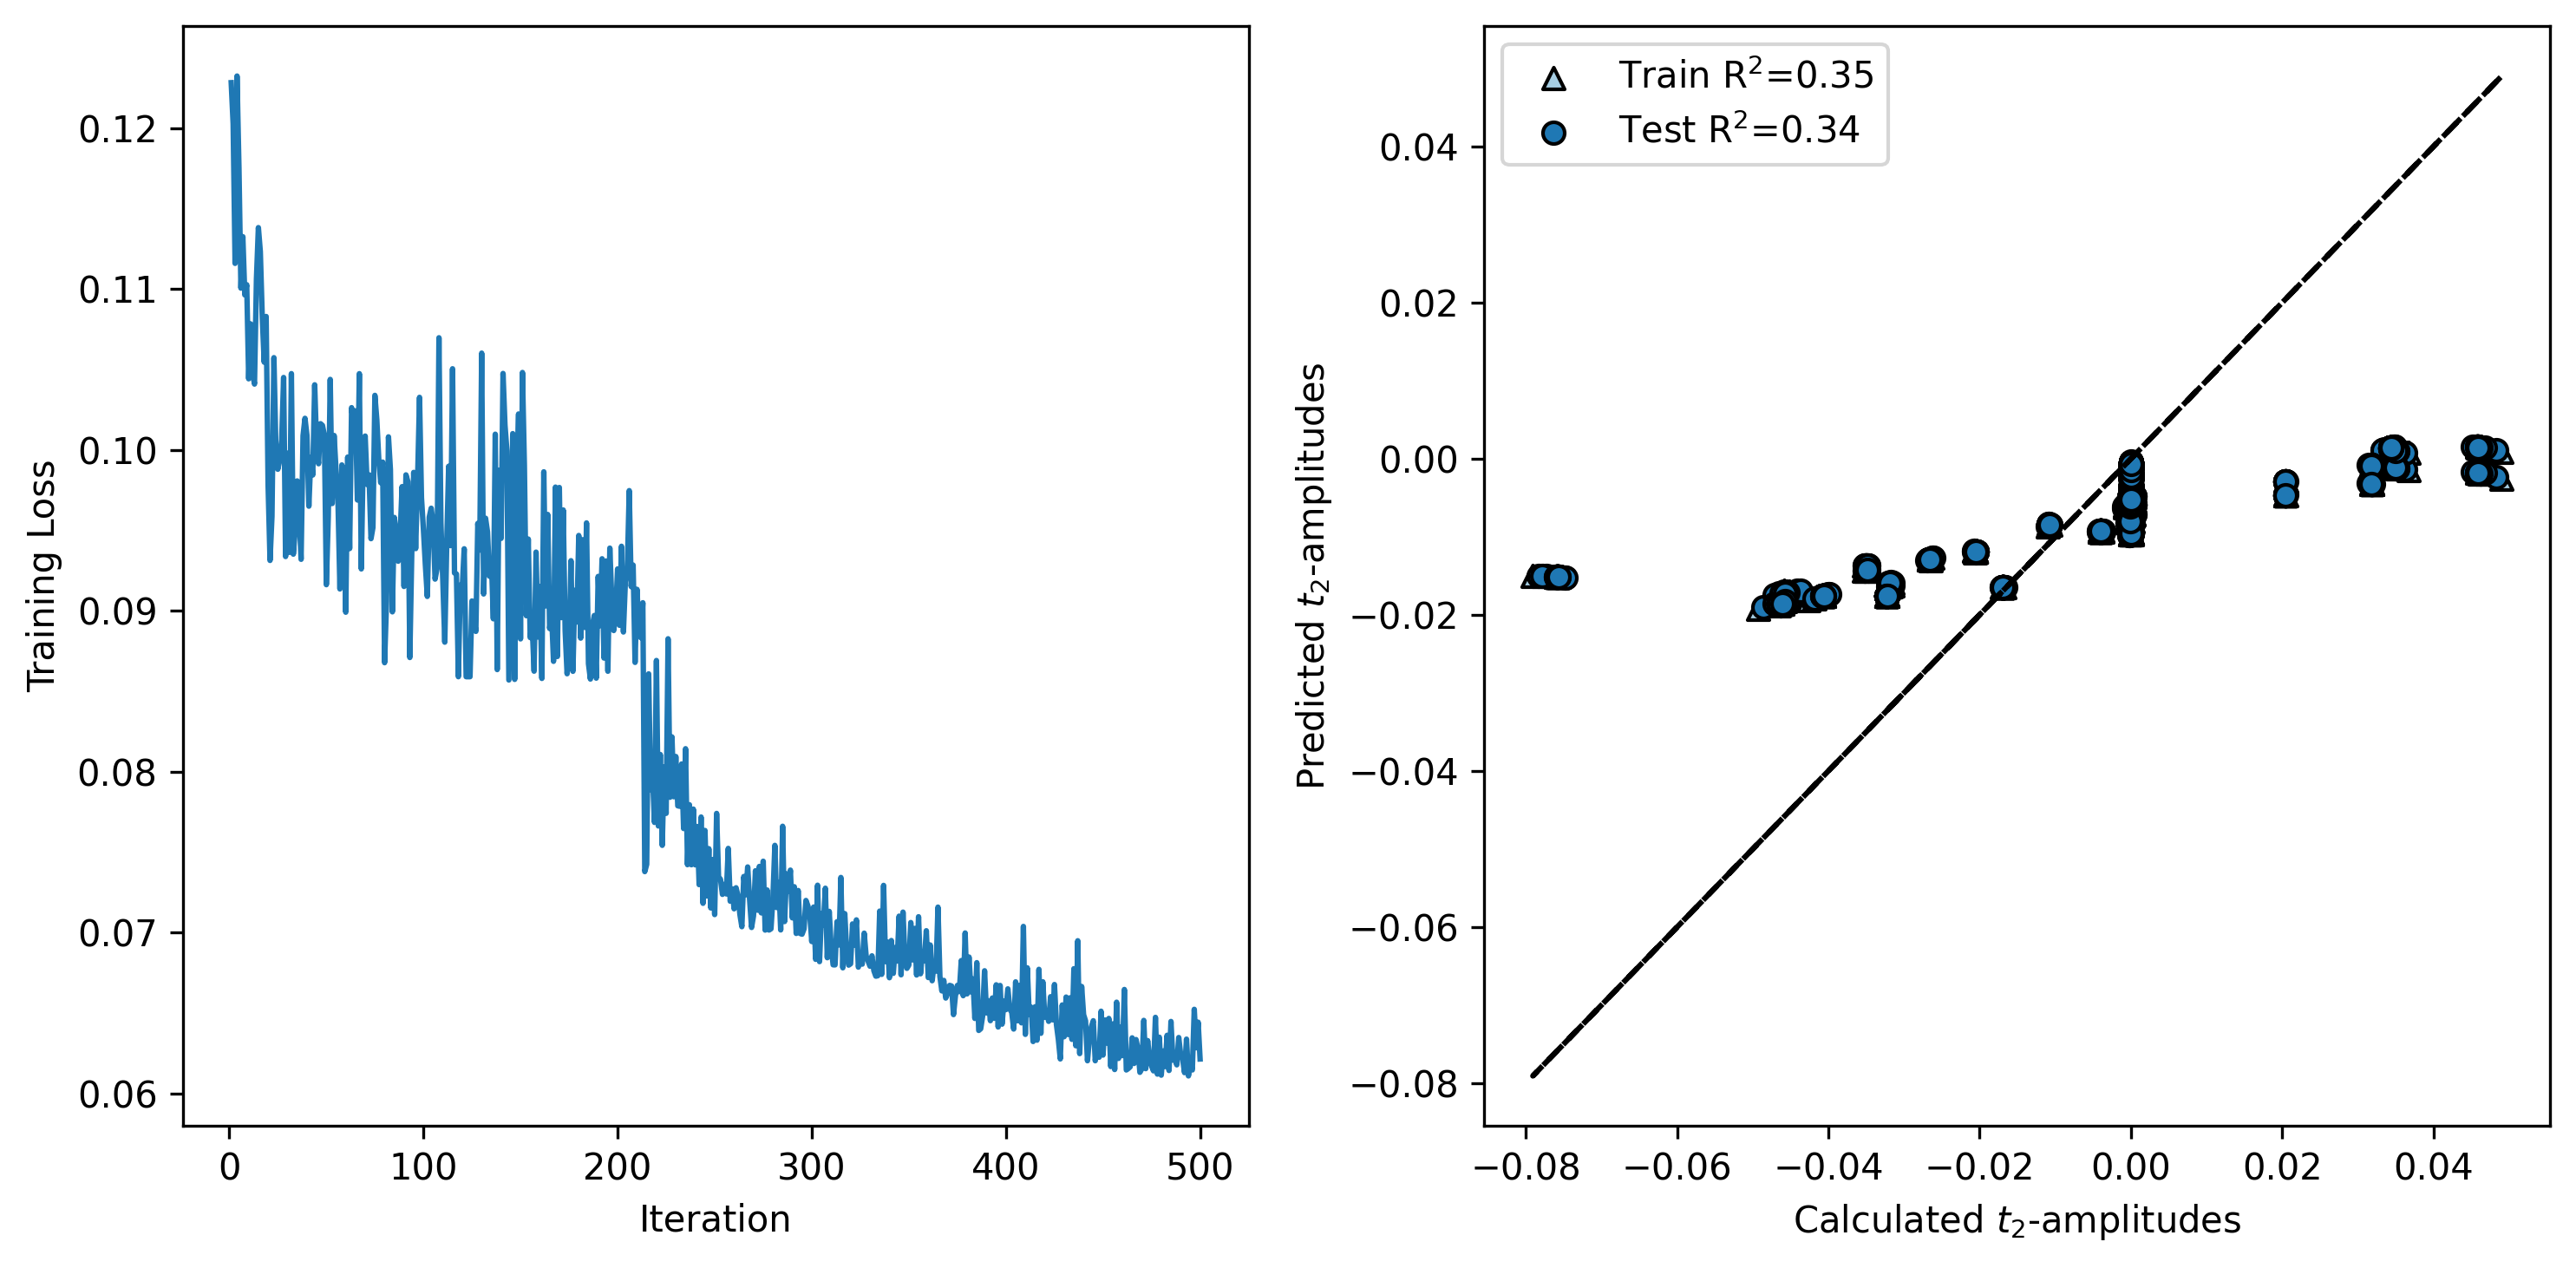 0.12
0.11
0.10
0.09
0.08
0.07
0.06
Training Loss
0 100 200 300 400 500
Iteration
Train R²=0.35
Test R²=0.34
0.04
0.02
0.00
−0.02
−0.04
−0.06
−0.08
Predicted t₂-amplitudes
−0.08 −0.06 −0.04 −0.02 0.00 0.02 0.04
Calculated t₂-amplitudes